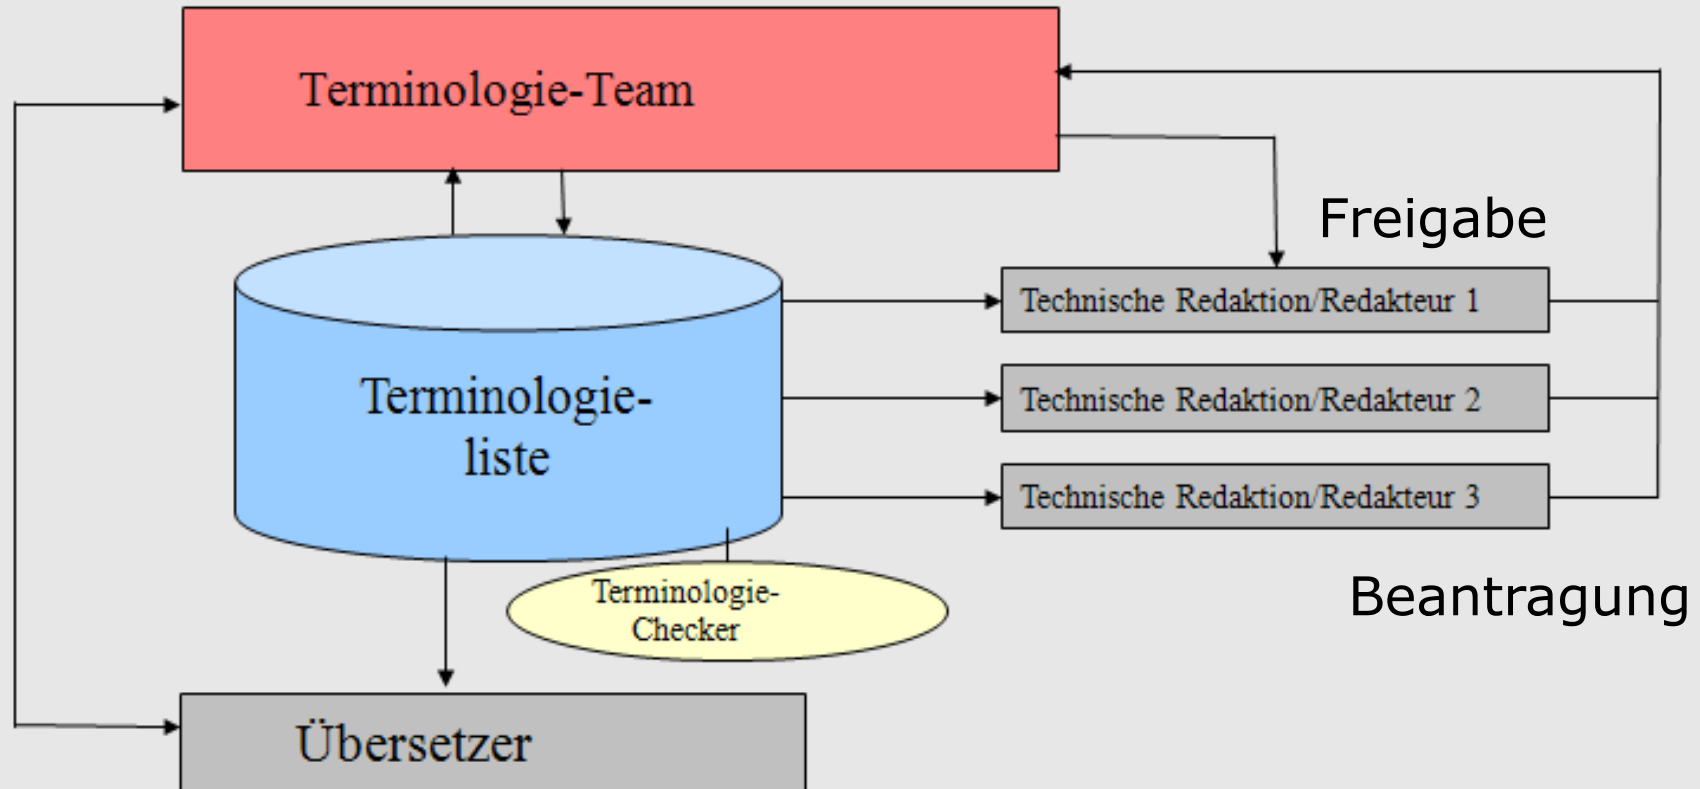 Terminologie-Team
Freigabe
Technische Redaktion/Redakteur 1
Terminologie-
liste
Technische Redaktion/Redakteur 2
Technische Redaktion/Redakteur 3
Terminologie-
Checker
Beantragung
Übersetzer